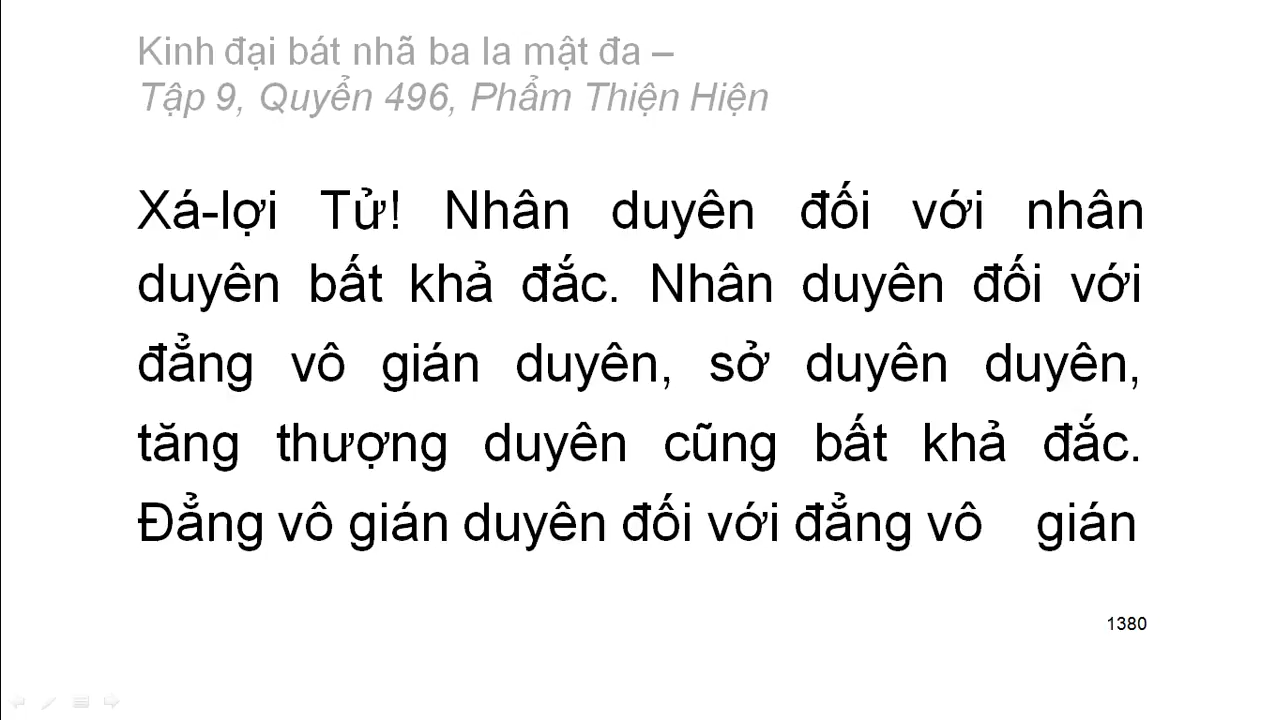 Kinh đại bát nhã ba la mật đa –
Tập 9, Quyển 496, Phẩm Thiện Hiện
Xá-lợi Tử! Nhân duyên đối với nhân
duyên bất khả đắc. Nhân duyên đối với
đẳng vô gián duyên, sở duyên duyên,
tăng thượng duyên cũng bất khả đắc.
Đẳng vô gián duyên đối với đẳng vô gián
1380